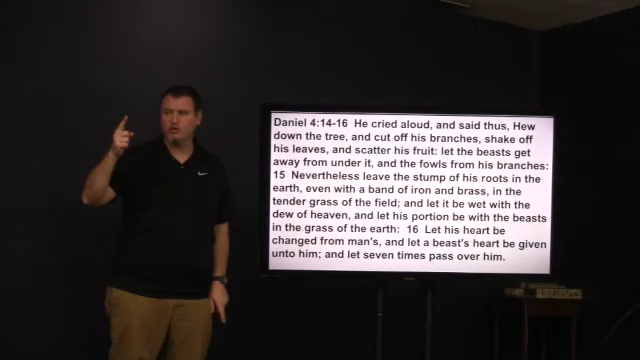 Daniel 4:14-16 He cried aloud, and said thus, Hew
down the tree, and cut off his branches, shake off
his leaves, and scatter his fruit: let the beasts get
away from under it, and the fowls from his branches:
15 Nevertheless leave the stump of his roots in the
earth, even with a band of iron and brass, in the
tender grass of the field; and let it be wet with the
dew of heaven, and let his portion be with the beasts
in the grass of the earth: 16 Let his heart be
changed from man's, and let a beast's heart be given
unto him; and let seven times pass over him.